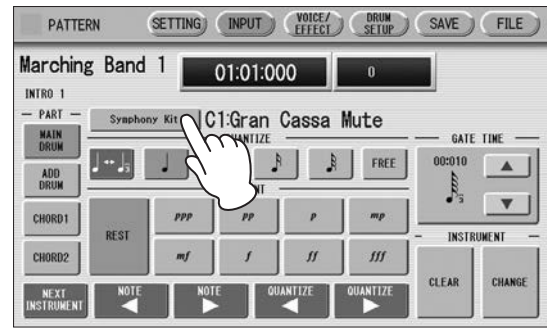 PATTERN SETTING INPUT VOICE/ EFFECT DRUM SETUP SAVE FILE
Marching Band 1 01:01:000 0
INTRO 1
PART
Symphony Kit C1:Gran Cassa Mute
MAIN DRUM
GATE TIME
FREE
00:010
ADD DRUM
3
3
CHORD1
REST
ppp pp p mp
INSTRUMENT
CHORD2
mf f ff fff
CLEAR CHANGE
NEXT INSTRUMENT
NOTE NOTE QUANTIZE QUANTIZE